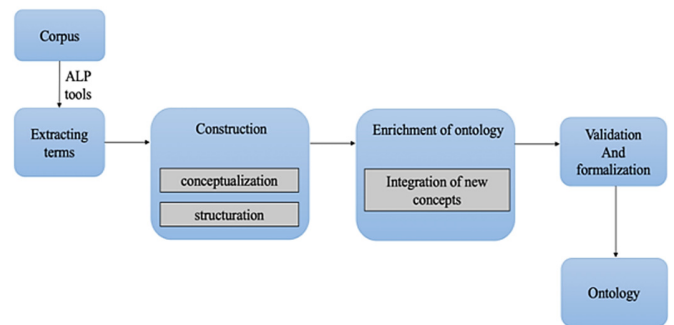 Corpus
ALP
tools
Extracting
terms
Construction
conceptualization
structuration
Enrichment of ontology
Integration of new
concepts
Validation
And
formalization
Ontology